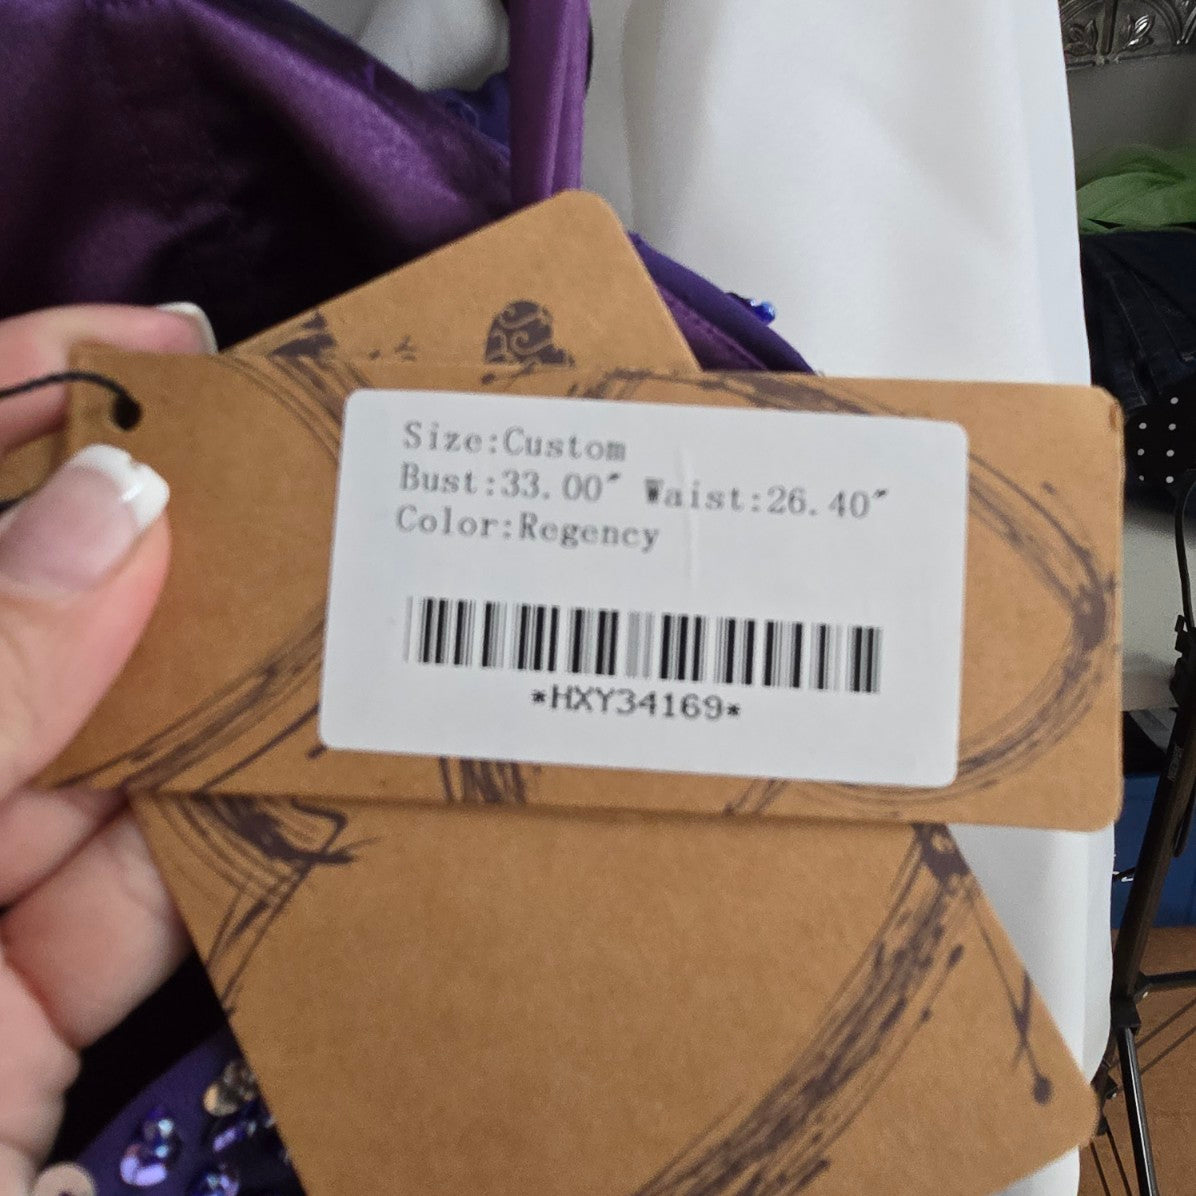 Size:Custom
Bust:33.00″ Waist:26.40″
Color:Regency
*HXY34169*